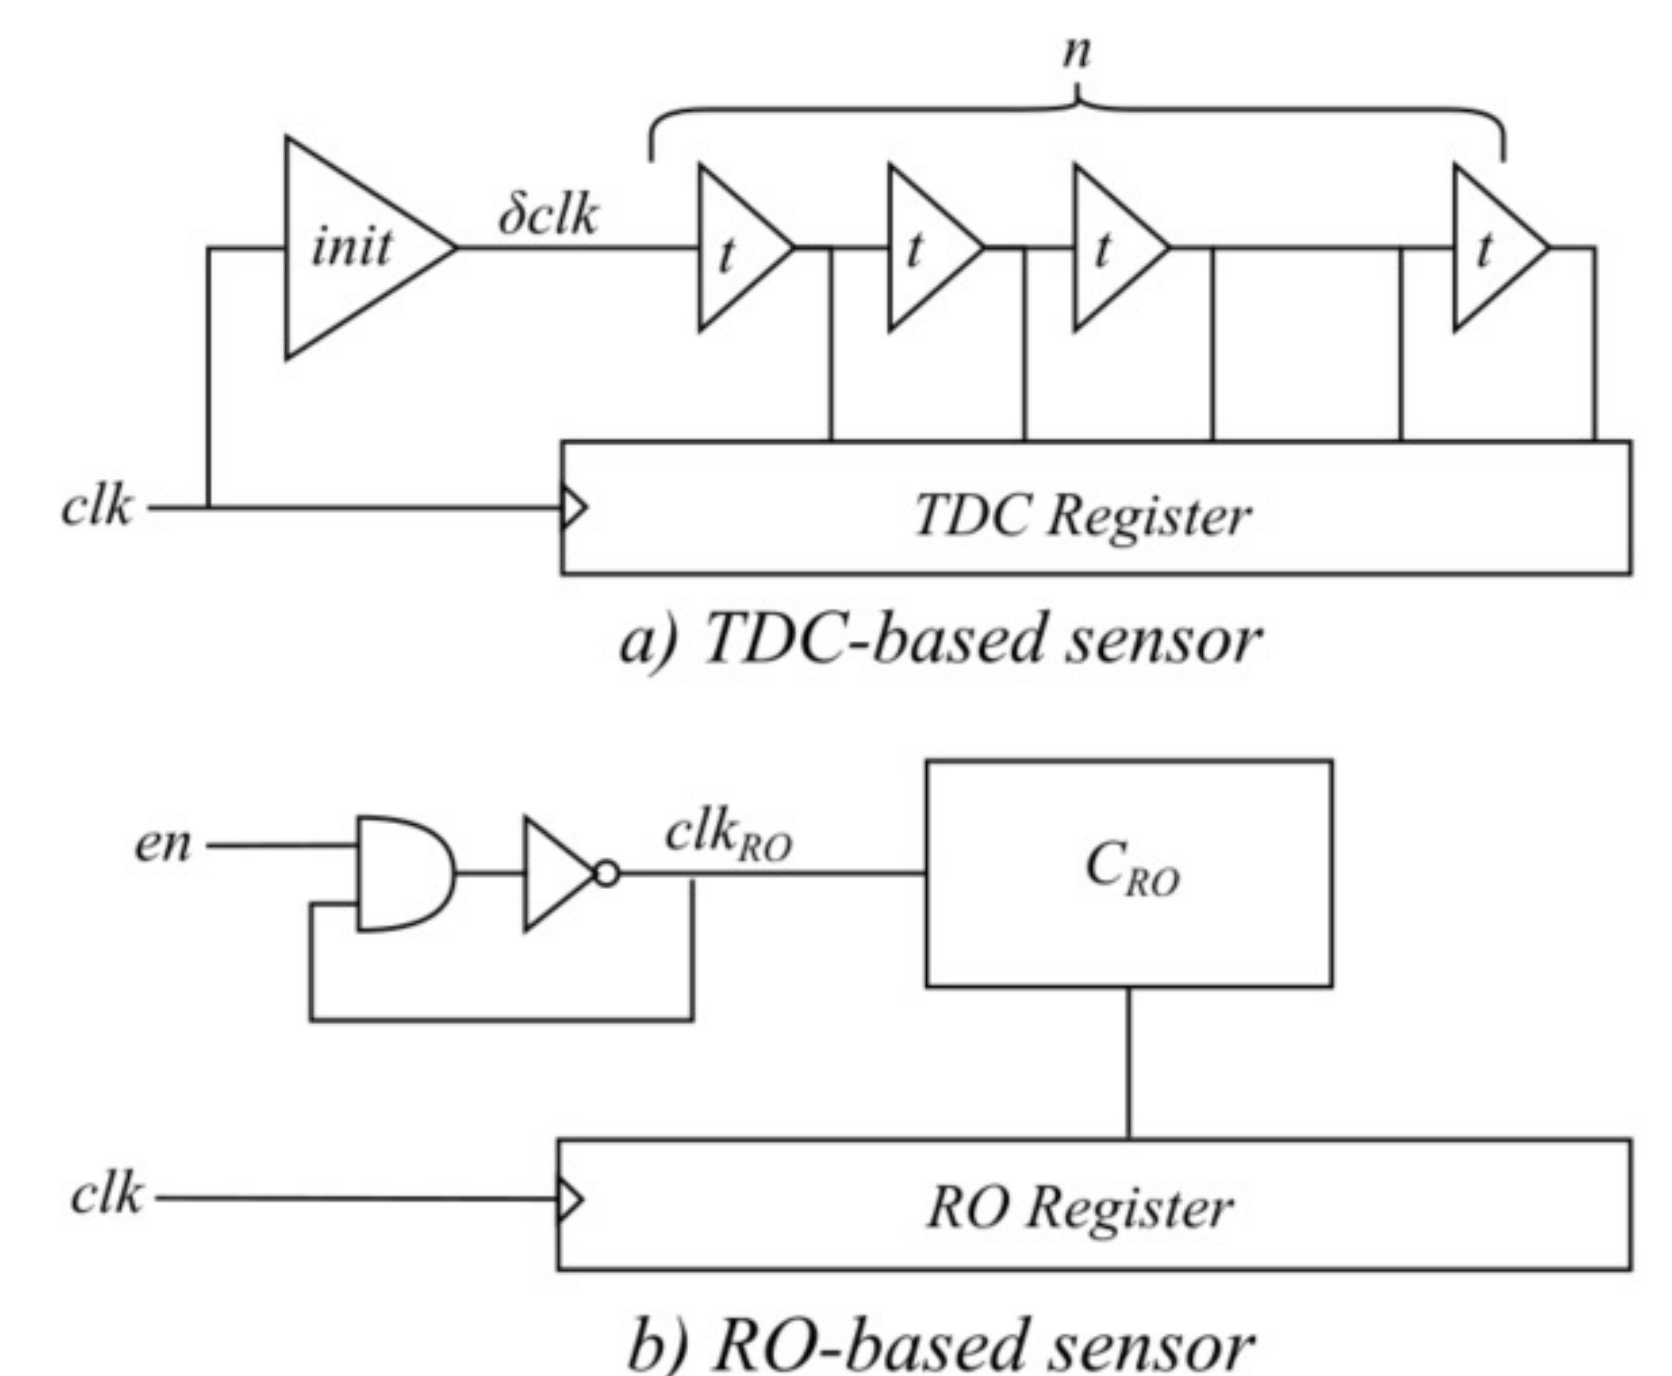 n
init
δclk
t t t t
clk
TDC Register
a) TDC-based sensor
en
clk_RO
C_RO
clk
RO Register
b) RO-based sensor